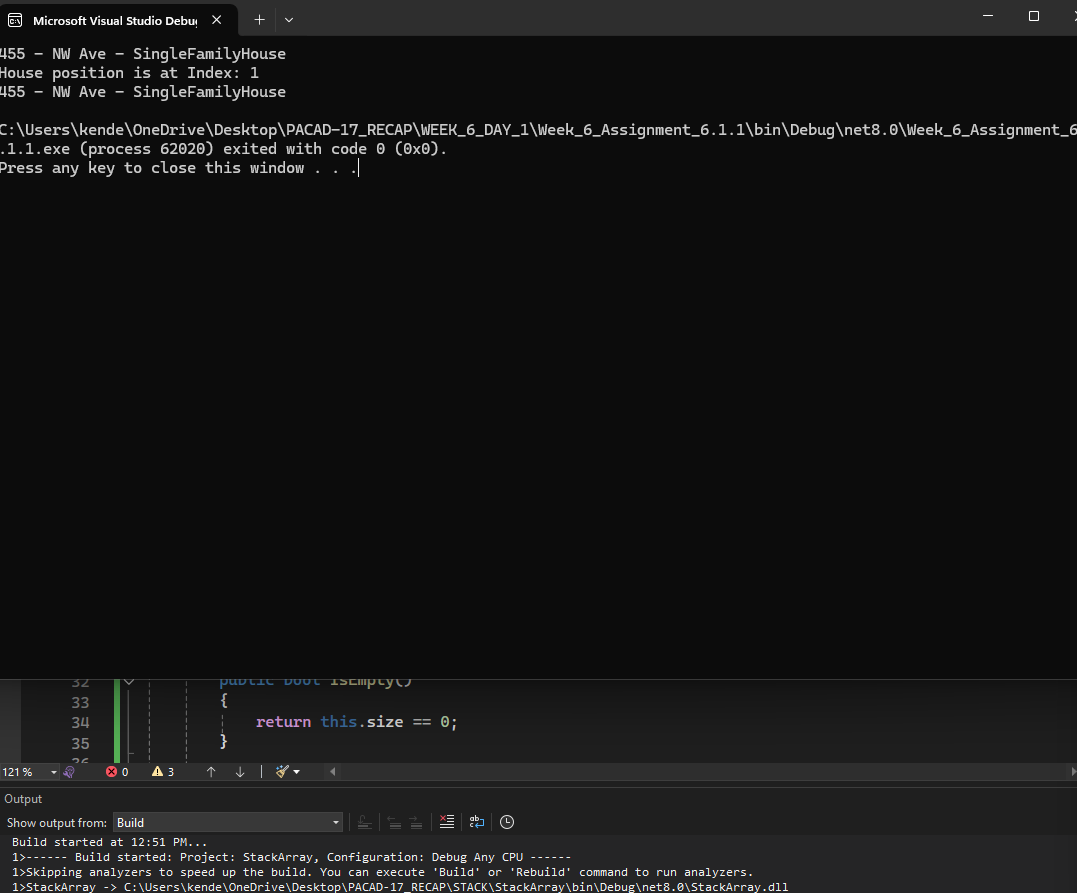 Microsoft Visual Studio Debug
455 - NW Ave - SingleFamilyHouse
House position is at Index: 1
455 - NW Ave - SingleFamilyHouse
C:\Users\kende\OneDrive\Desktop\PACAD-17_RECAP\WEEK_6_DAY_1\Week_6_Assignment_6.1.1\bin\Debug\net8.0\Week_6_Assignment_6
.1.1.exe (process 62020) exited with code 0 (0x0).
Press any key to close this window . . .
32 public bool IsEmpty()
33 {
34 return this.size == 0;
35 }
36
121 % 0 3
Output
Show output from: Build
Build started at 12:51 PM...
1>------ Build started: Project: StackArray, Configuration: Debug Any CPU ------
1>Skipping analyzers to speed up the build. You can execute 'Build' or 'Rebuild' command to run analyzers.
1>StackArray -> C:\Users\kende\OneDrive\Desktop\PACAD-17_RECAP\STACK\StackArray\bin\Debug\net8.0\StackArray.dll